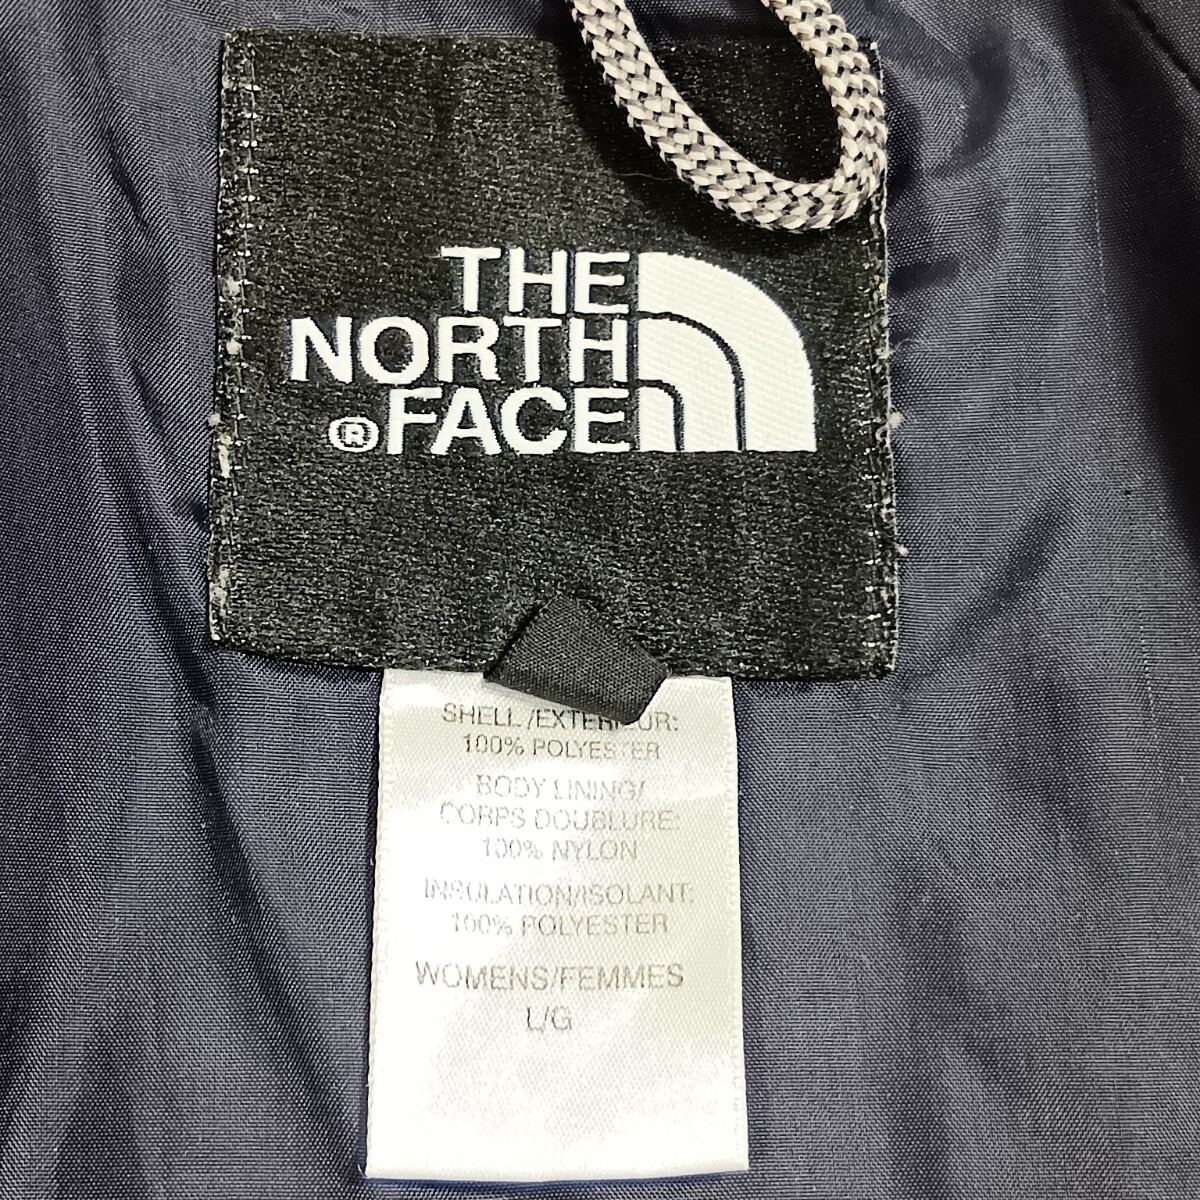 THE
NORTH
® FACE
SHELL /EXTERIEUR:
100% POLYESTER
BODY LINING/
CORPS DOUBLURE:
100% NYLON
INSULATION/ISOLANT:
100% POLYESTER
WOMENS/FEMMES
L/G